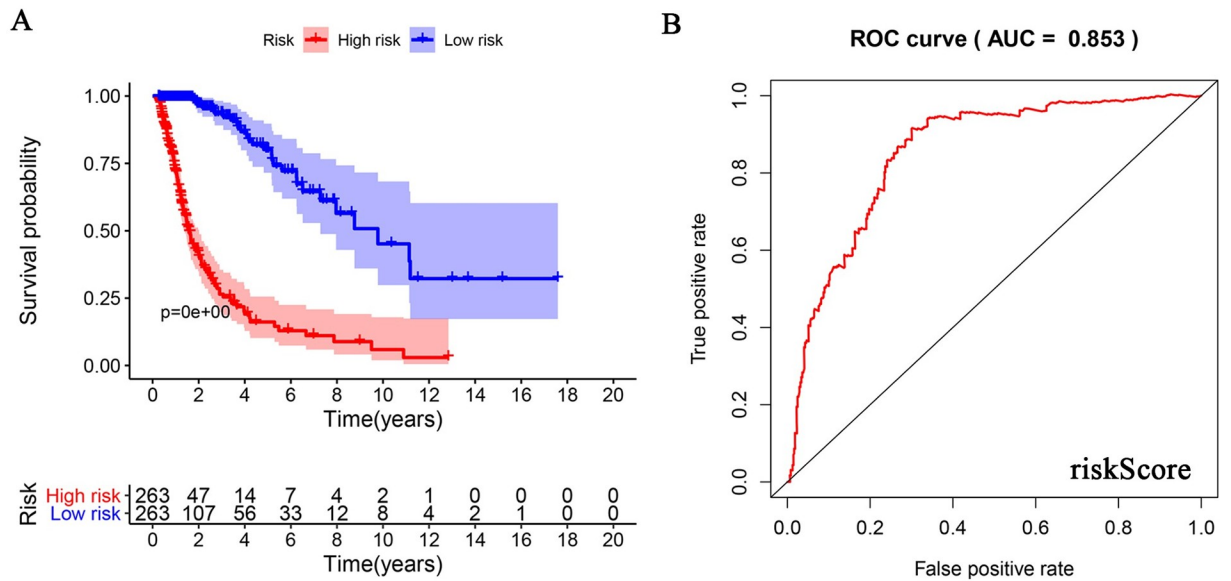 A
Risk High risk Low risk
Survival probability
1.00
0.75
0.50
0.25
0.00
p=0e+00
0 2 4 6 8 10 12 14 16 18 20
Time(years)
Risk
High risk 263 47 14 7 4 2 1 0 0 0 0
Low risk 263 107 56 33 12 8 4 2 1 0 0
0 2 4 6 8 10 12 14 16 18 20
Time(years)
B
ROC curve ( AUC = 0.853 )
True positive rate
1.0
0.8
0.6
0.4
0.2
0.0
riskScore
0.0 0.2 0.4 0.6 0.8 1.0
False positive rate